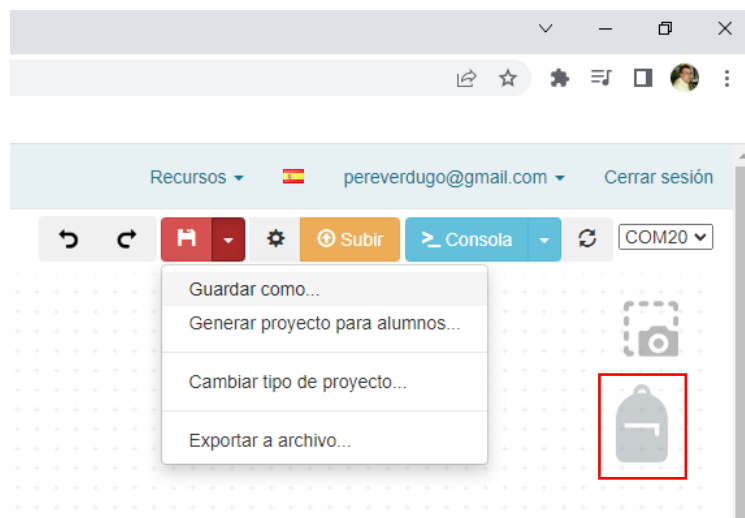 Recursos pereverdugo@gmail.com Cerrar sesión
Subir >_ Consola COM20
Guardar como...
Generar proyecto para alumnos...
Cambiar tipo de proyecto...
Exportar a archivo...